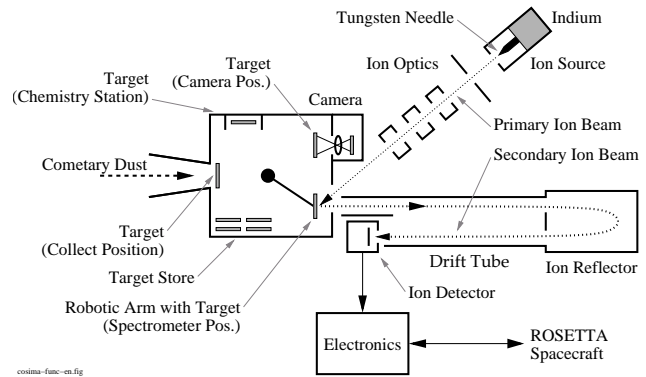 Tungsten Needle
Indium
Ion Source
Ion Optics
Target
(Camera Pos.)
Target
(Chemistry Station)
Camera
Primary Ion Beam
Secondary Ion Beam
Cometary Dust
Target
(Collect Position)
Target Store
Robotic Arm with Target
(Spectrometer Pos.)
Drift Tube
Ion Reflector
Ion Detector
Electronics
ROSETTA
Spacecraft
cosima-func-en.fig